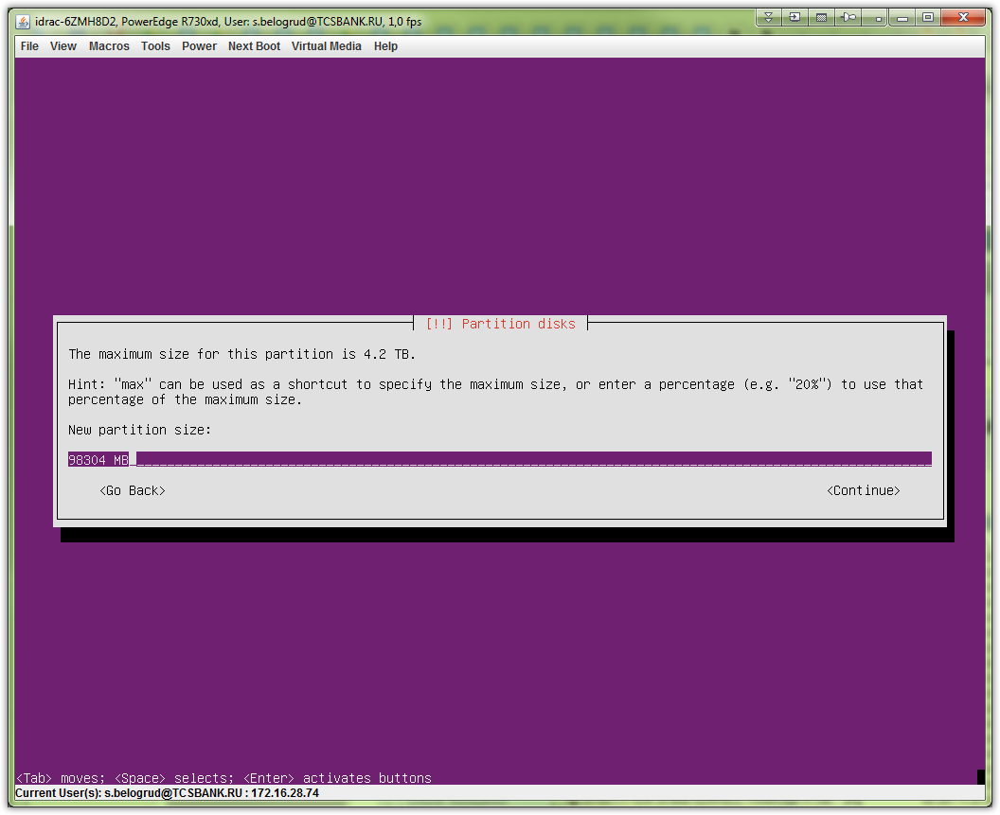 idrac-6ZMH8D2, PowerEdge R730xd, User: s.belogrud@TCSBANK.RU, 1,0 fps
File View Macros Tools Power Next Boot Virtual Media Help
[!!] Partition disks
The maximum size for this partition is 4.2 TB.
Hint: "max" can be used as a shortcut to specify the maximum size, or enter a percentage (e.g. "20%") to use that
percentage of the maximum size.
New partition size:
98304 MB
<Go Back> <Continue>
<Tab> moves; <Space> selects; <Enter> activates buttons
Current User(s): s.belogrud@TCSBANK.RU : 172.16.28.74